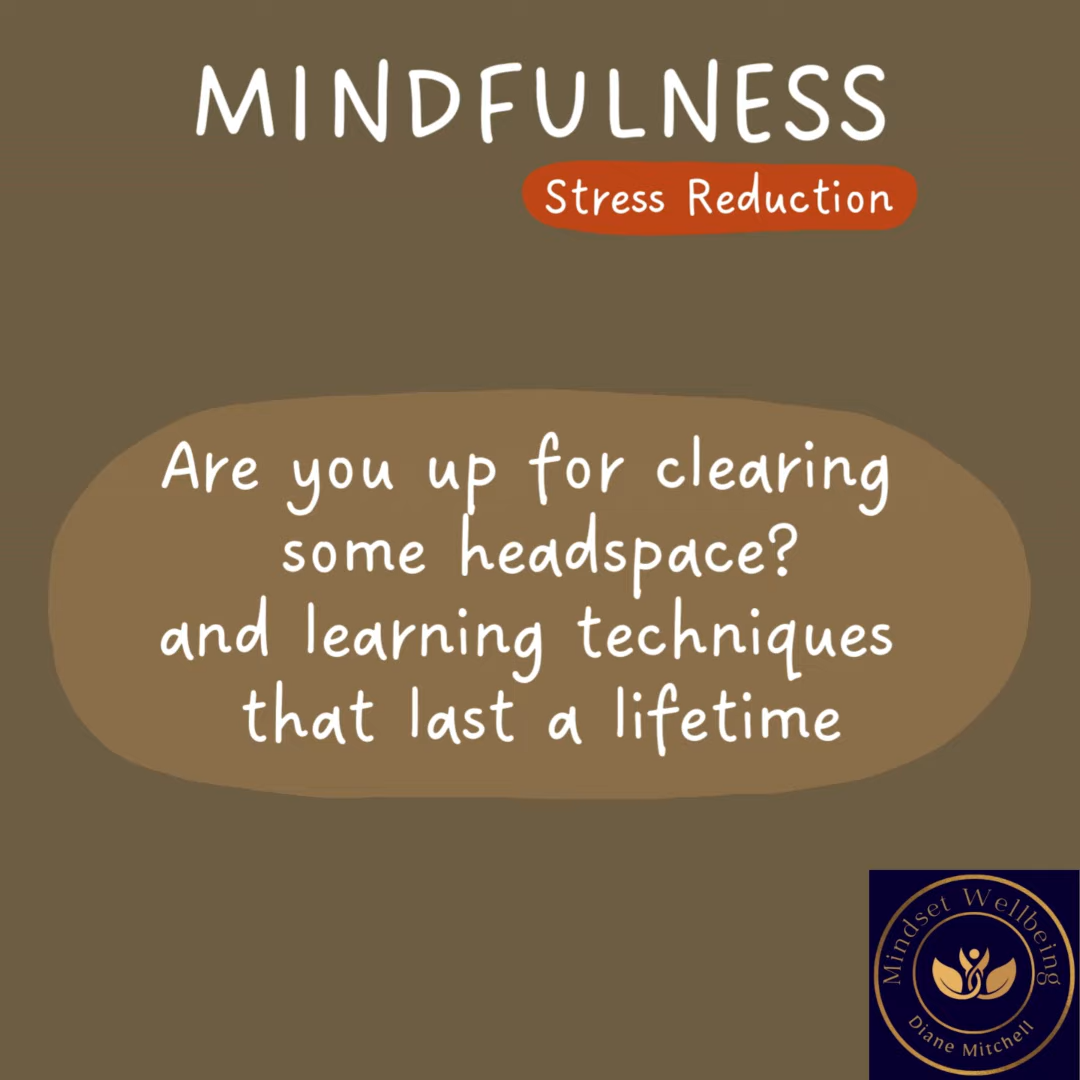 MINDFULNESS
Stress Reduction
Are you up for clearing
some headspace?
and learning techniques
that last a lifetime
Mindset Wellbeing
Diane Mitchell